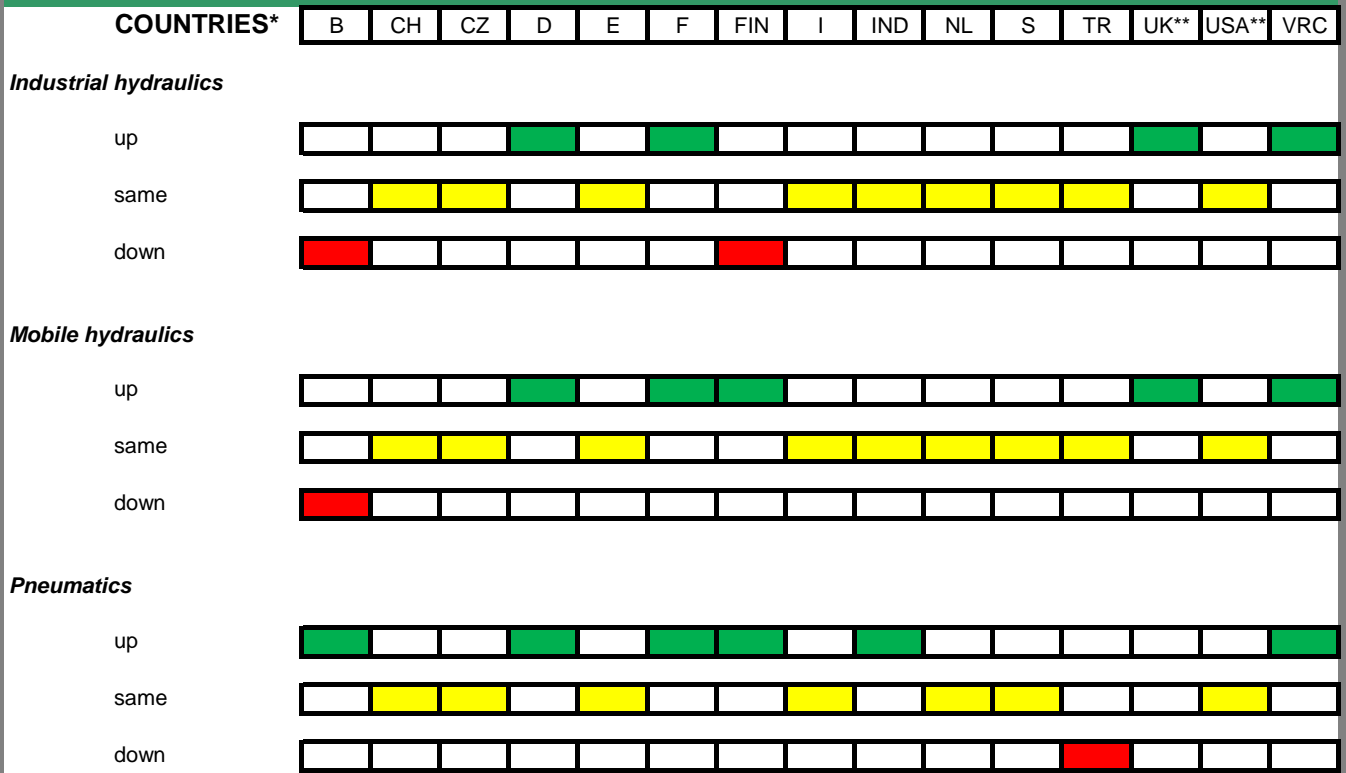 COUNTRIES* B CH CZ D E F FIN I IND NL S TR UK** USA** VRC
Industrial hydraulics
up
same
down
Mobile hydraulics
up
same
down
Pneumatics
up
same
down